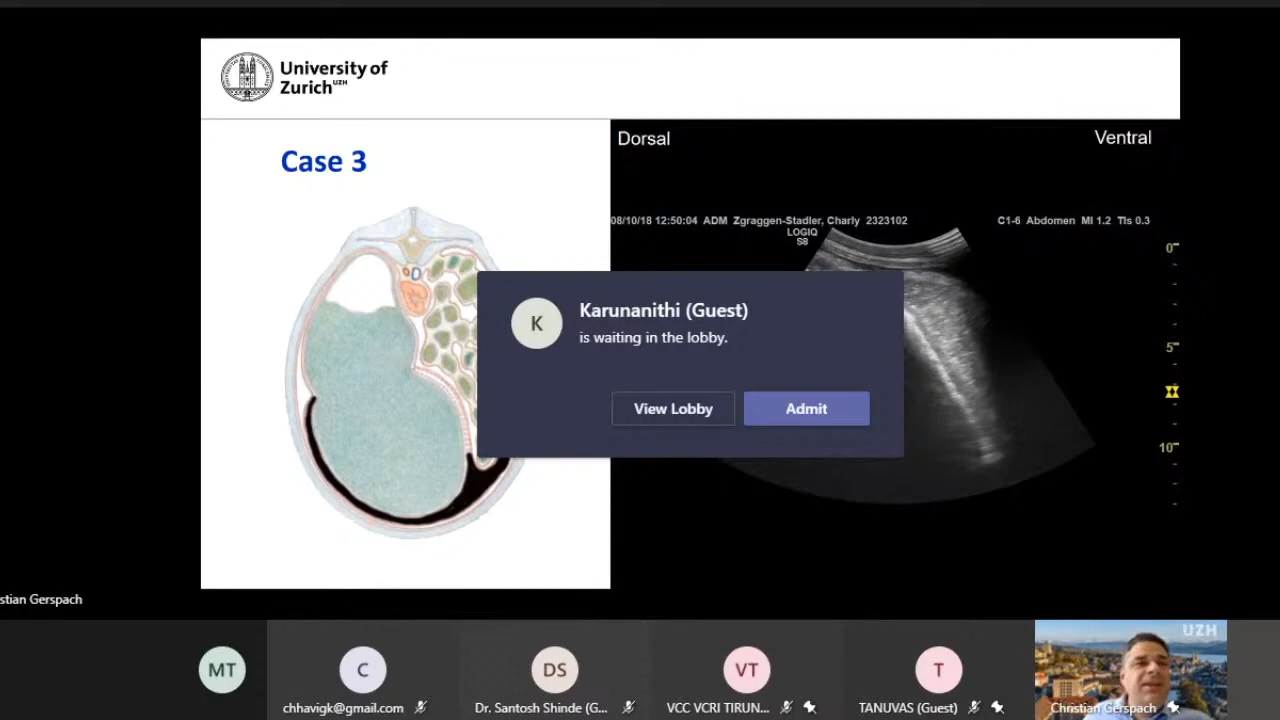 University of
Zurich UZH
Case 3
Dorsal
Ventral
08/10/18 12:50:04 ADM Zgraggen-Stadler, Charly 2323102
C1-6 Abdomen MI 1.2 TIs 0.3
LOGIQ
S8
0
5
10
K
Karunanithi (Guest)
is waiting in the lobby.
View Lobby
Admit
stian Gerspach
MT
C
DS
VT
T
UZH
chhavigk@gmail.com
Dr. Santosh Shinde (G...
VCC VCRI TIRUN...
TANUVAS (Guest)
Christian Gerspach